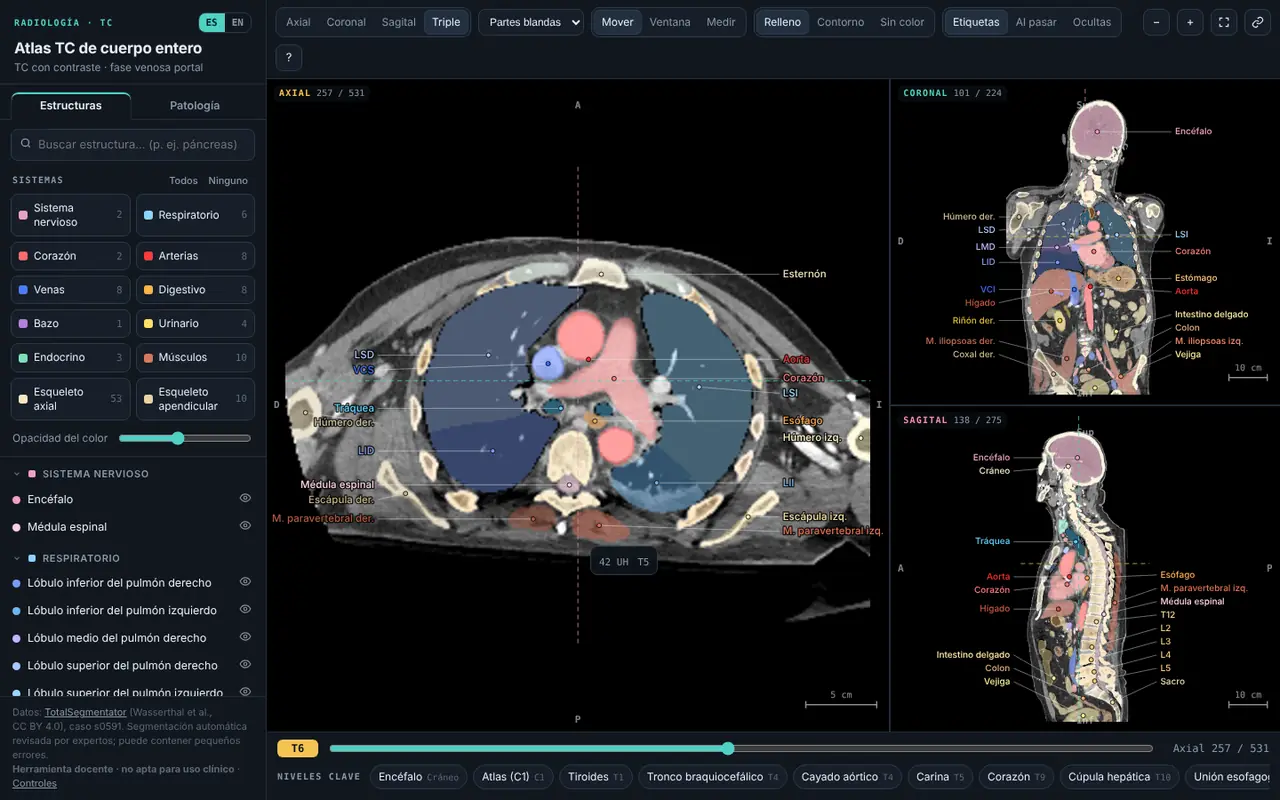 RADIOLOGÍA · TC
ES EN
Atlas TC de cuerpo entero
TC con contraste · fase venosa portal
Estructuras
Patología
Buscar estructura... (p. ej. páncreas)
SISTEMAS
Todos Ninguno
Sistema nervioso 2
Respiratorio 6
Corazón 2
Arterias 8
Venas 8
Digestivo 8
Bazo 1
Urinario 4
Endocrino 3
Músculos 10
Esqueleto axial 53
Esqueleto apendicular 10
Opacidad del color
SISTEMA NERVIOSO
Encéfalo
Médula espinal
RESPIRATORIO
Lóbulo inferior del pulmón derecho
Lóbulo inferior del pulmón izquierdo
Lóbulo medio del pulmón derecho
Lóbulo superior del pulmón derecho
Lóbulo superior del pulmón izquierdo
Datos: TotalSegmentator (Wasserthal et al.,
CC BY 4.0), caso s0591. Segmentación automática
revisada por expertos; puede contener pequeños
errores.
Herramienta docente · no apta para uso clínico ·
Controles
Axial Coronal Sagital Triple
Partes blandas
Mover Ventana Medir
Relleno Contorno Sin color
Etiquetas Al pasar Ocultas
− +
?
AXIAL 257 / 531
A
D
I
P
Esternón
LSD
VCS
Tráquea
Húmero der.
LID
Médula espinal
Escápula der.
M. paravertebral der.
Aorta
Corazón
LSI
Esófago
Húmero izq.
LII
Escápula izq.
M. paravertebral izq.
42 UH T5
5 cm
CORONAL 101 / 224
D
I
Encéfalo
Húmero der.
LSD
LMD
LID
VCI
Hígado
Riñón der.
M. iliopsoas der.
Coxal der.
LSI
Corazón
Estómago
Aorta
Intestino delgado
Colon
M. iliopsoas izq.
Vejiga
10 cm
SAGITAL 138 / 275
Sup
A
P
Encéfalo
Cráneo
Tráquea
Aorta
Corazón
Hígado
Intestino delgado
Colon
Vejiga
Esófago
M. paravertebral izq.
Médula espinal
T12
L2
L3
L4
L5
Sacro
10 cm
T6
Axial 257 / 531
NIVELES CLAVE
Encéfalo Cráneo
Atlas (C1) C1
Tiroides T1
Tronco braquiocefálico T4
Cayado aórtico T4
Carina T5
Corazón T9
Cúpula hepática T10
Unión esofagog